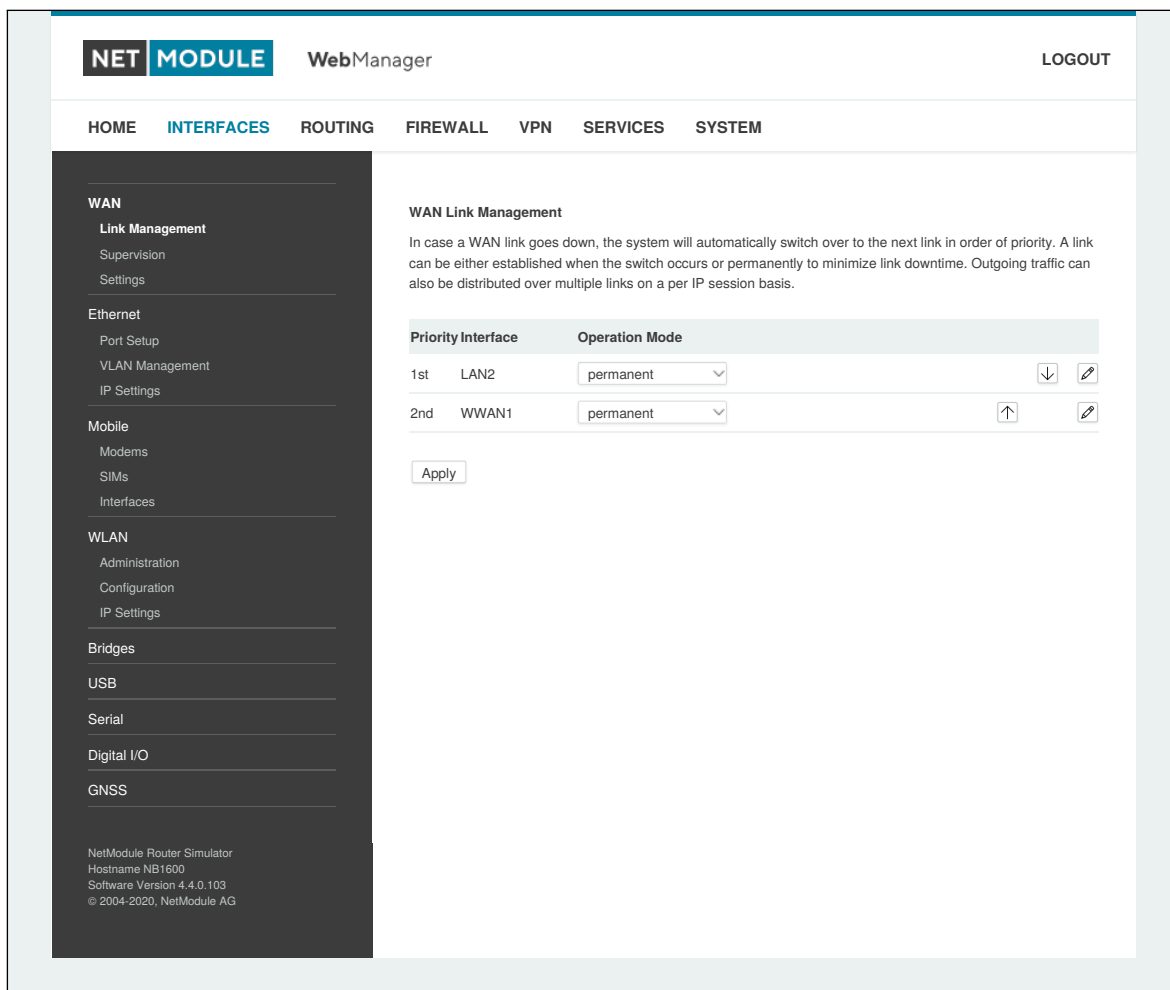 NET MODULE WebManager LOGOUT
HOME INTERFACES ROUTING FIREWALL VPN SERVICES SYSTEM
WAN
Link Management
Supervision
Settings
Ethernet
Port Setup
VLAN Management
IP Settings
Mobile
Modems
SIMs
Interfaces
WLAN
Administration
Configuration
IP Settings
Bridges
USB
Serial
Digital I/O
GNSS
NetModule Router Simulator
Hostname NB1600
Software Version 4.4.0.103
© 2004-2020, NetModule AG
WAN Link Management
In case a WAN link goes down, the system will automatically switch over to the next link in order of priority. A link
can be either established when the switch occurs or permanently to minimize link downtime. Outgoing traffic can
also be distributed over multiple links on a per IP session basis.
Priority Interface Operation Mode
1st LAN2 permanent
2nd WWAN1 permanent
Apply